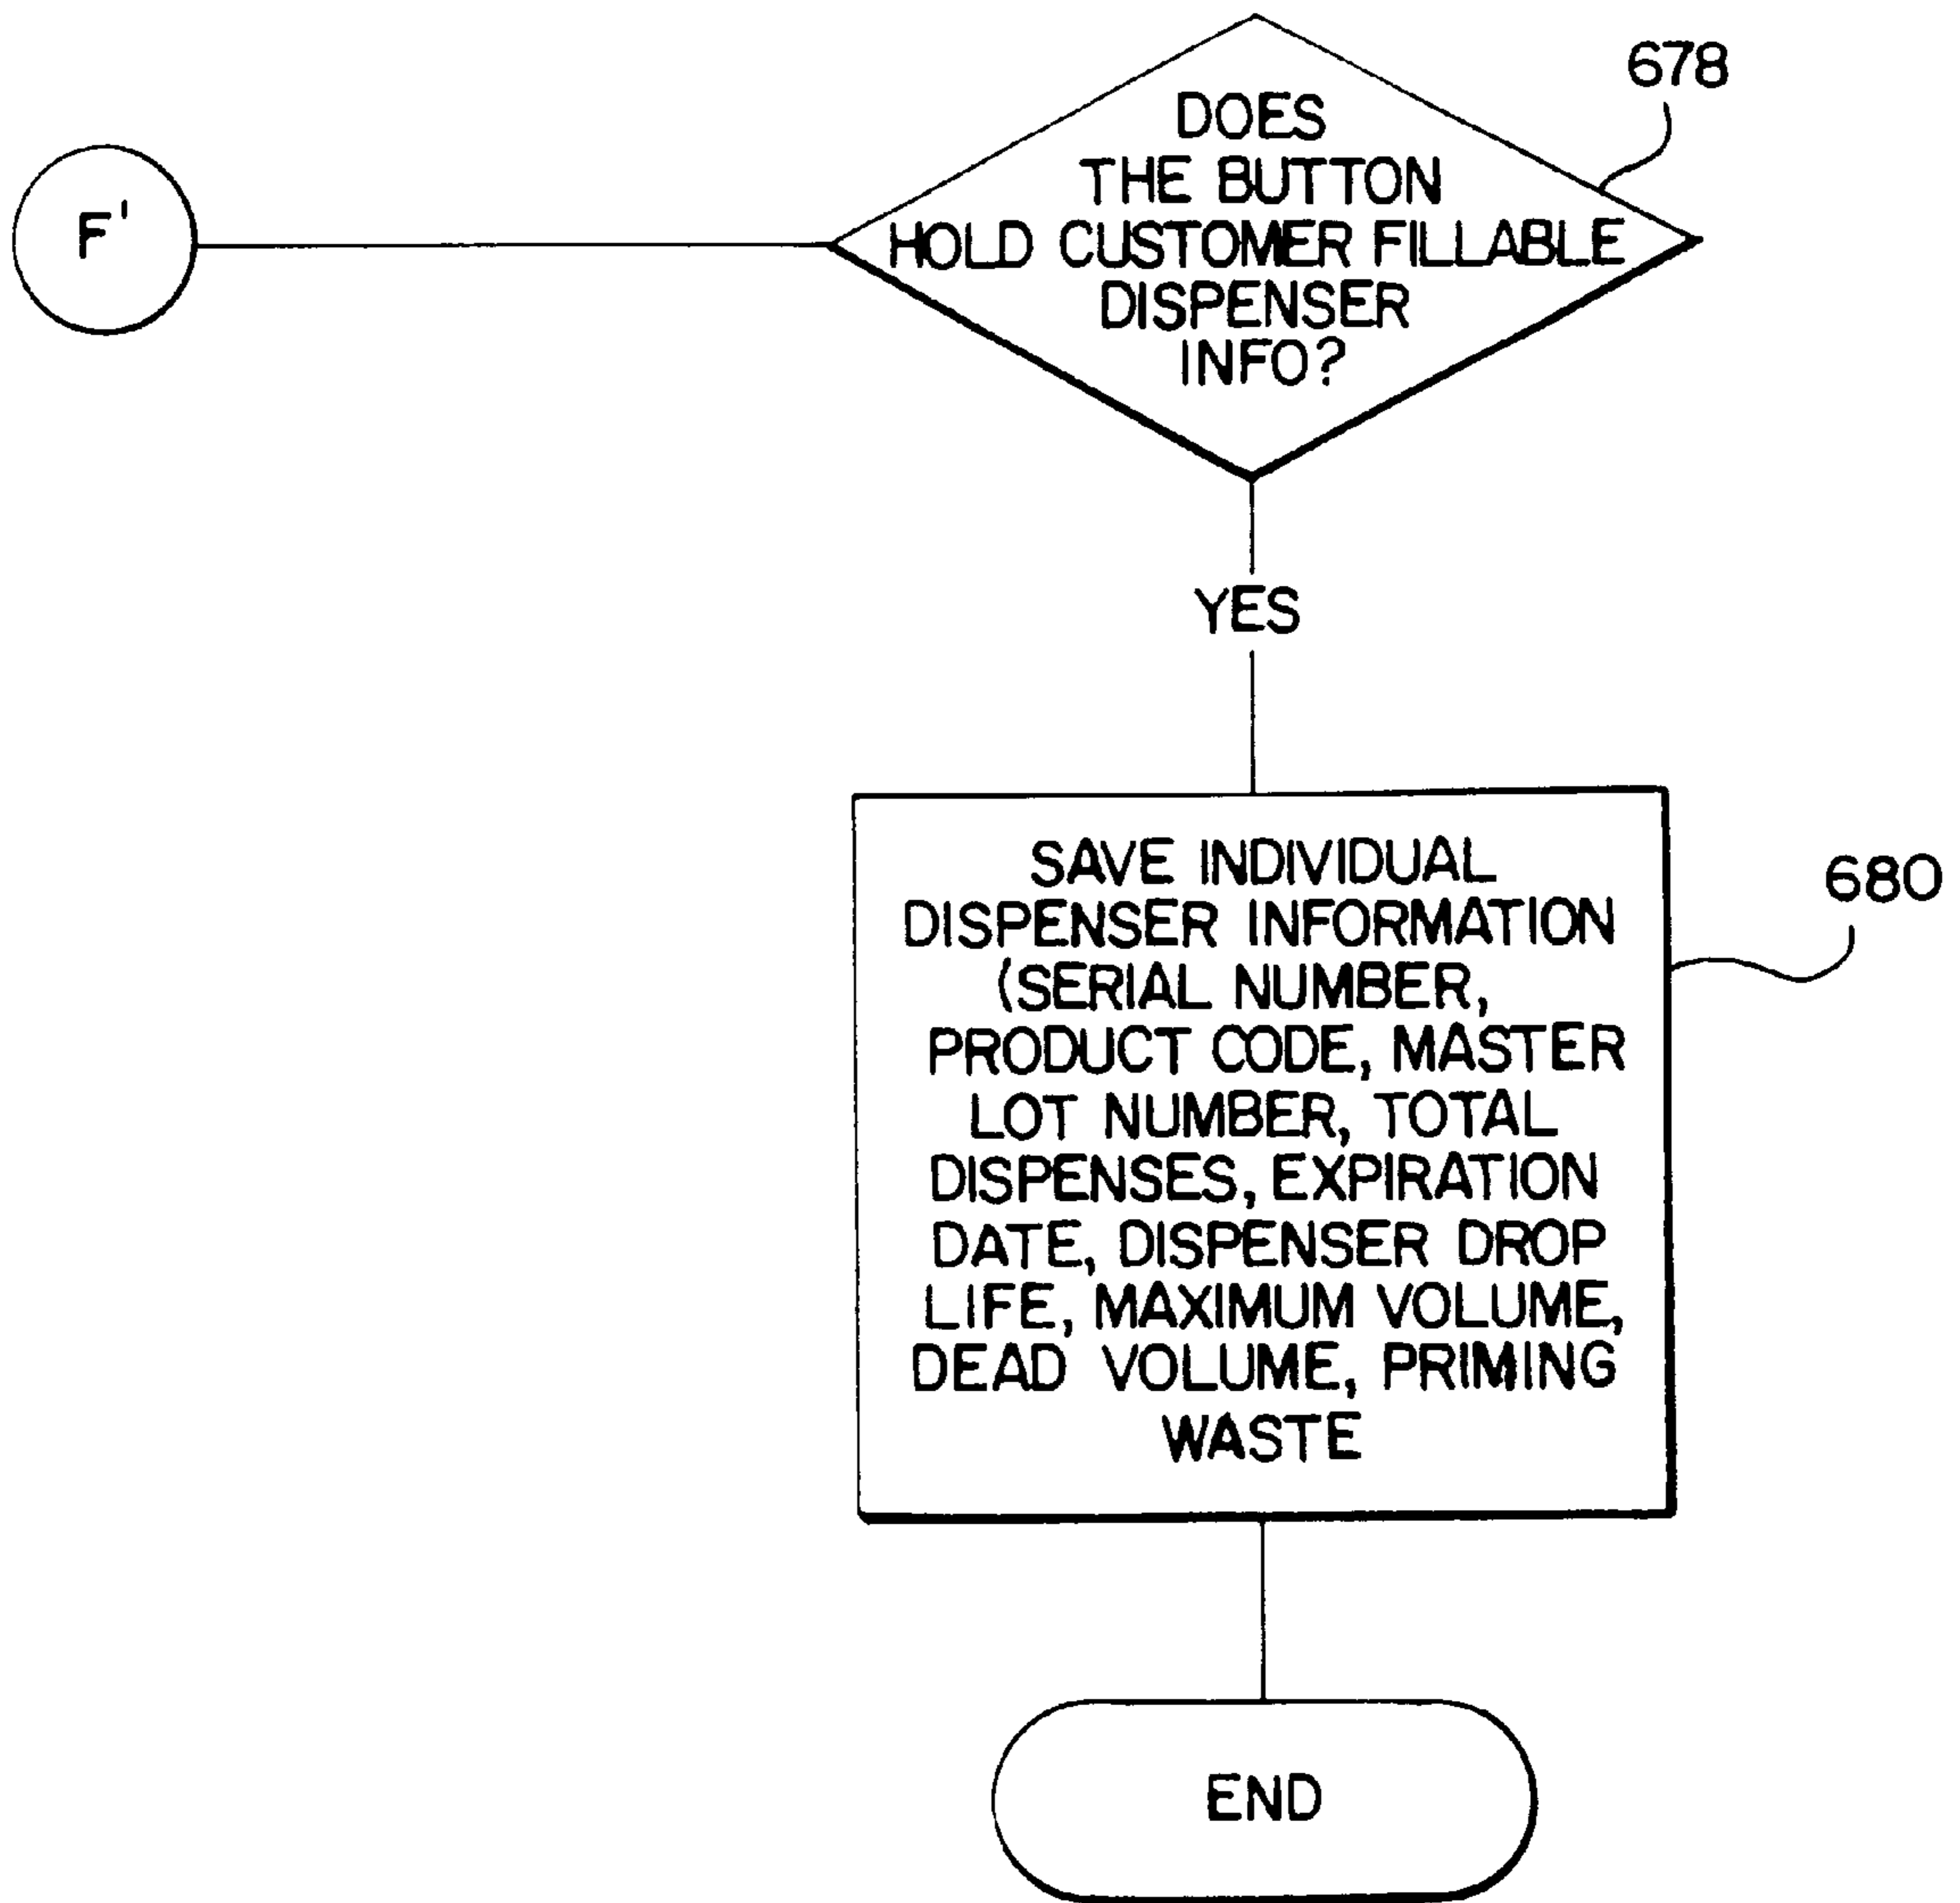 678
DOES
THE BUTTON
HOLD CUSTOMER FILLABLE
DISPENSER
INFO?
F'
YES
SAVE INDIVIDUAL
DISPENSER INFORMATION
(SERIAL NUMBER,
PRODUCT CODE, MASTER
LOT NUMBER, TOTAL
DISPENSES, EXPIRATION
DATE, DISPENSER DROP
LIFE, MAXIMUM VOLUME,
DEAD VOLUME, PRIMING
WASTE
680
END